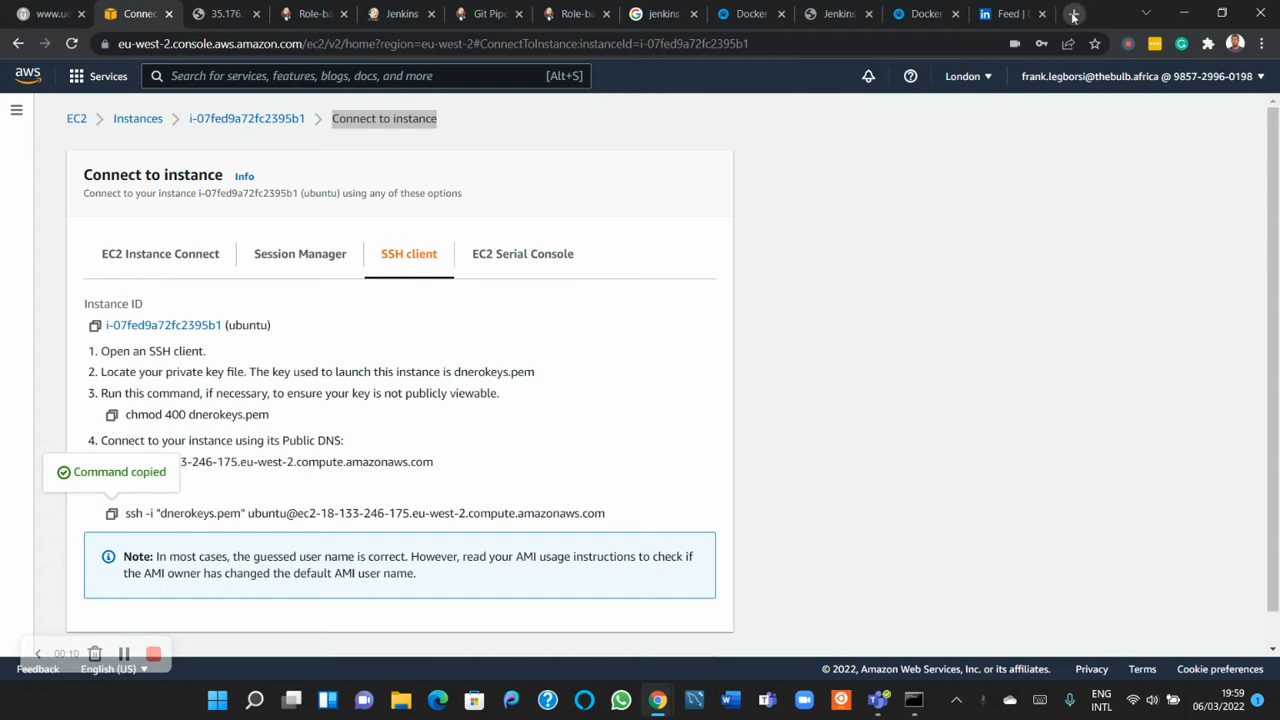 www.u
Connec
35.176.
Role-ba
Jenkins
Git Pipe
Role-ba
jenkins
Docker
Jenkins
Docker
Feed |
eu-west-2.console.aws.amazon.com/ec2/v2/home?region=eu-west-2#ConnectToInstance:instanceId=i-07fed9a72fc2395b1
aws
Services
Search for services, features, blogs, docs, and more
[Alt+S]
London
frank.legborsi@thebulb.africa @ 9857-2996-0198
EC2
Instances
i-07fed9a72fc2395b1
Connect to instance
Connect to instance Info
Connect to your instance i-07fed9a72fc2395b1 (ubuntu) using any of these options
EC2 Instance Connect
Session Manager
SSH client
EC2 Serial Console
Instance ID
i-07fed9a72fc2395b1 (ubuntu)
1. Open an SSH client.
2. Locate your private key file. The key used to launch this instance is dnerokeys.pem
3. Run this command, if necessary, to ensure your key is not publicly viewable.
chmod 400 dnerokeys.pem
4. Connect to your instance using its Public DNS:
3-246-175.eu-west-2.compute.amazonaws.com
Command copied
ssh -i "dnerokeys.pem" ubuntu@ec2-18-133-246-175.eu-west-2.compute.amazonaws.com
Note: In most cases, the guessed user name is correct. However, read your AMI usage instructions to check if
the AMI owner has changed the default AMI user name.
00:10
Feedback
English (US)
© 2022, Amazon Web Services, Inc. or its affiliates.
Privacy
Terms
Cookie preferences
ENG
INTL
19:59
06/03/2022